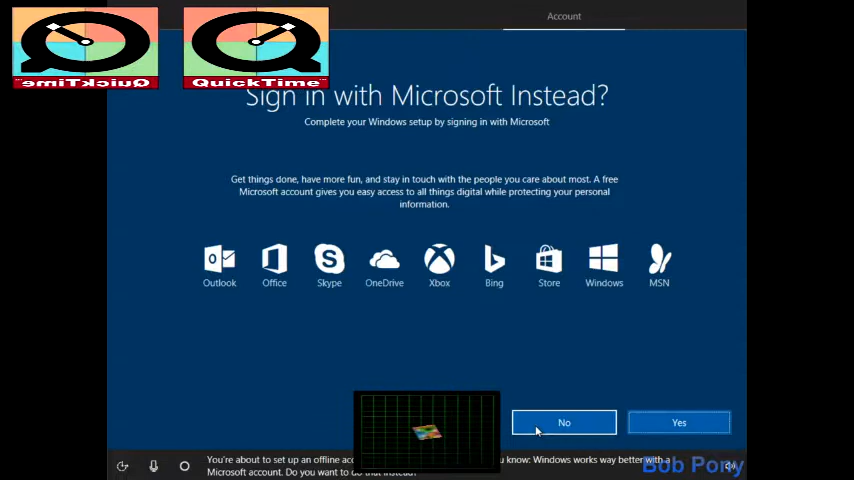 Account
"QuickTime"
QuickTime™
Sign in with Microsoft Instead?
Complete your Windows setup by signing in with Microsoft
Get things done, have more fun, and stay in touch with the people you care about most. A free
Microsoft account gives you easy access to all things digital while protecting your personal
information.
Outlook
Office
Skype
OneDrive
Xbox
Bing
Store
Windows
MSN
No
Yes
You're about to set up an offline know: Windows works way better with a
Microsoft account. Do you want to do that instead?
Bob Pony